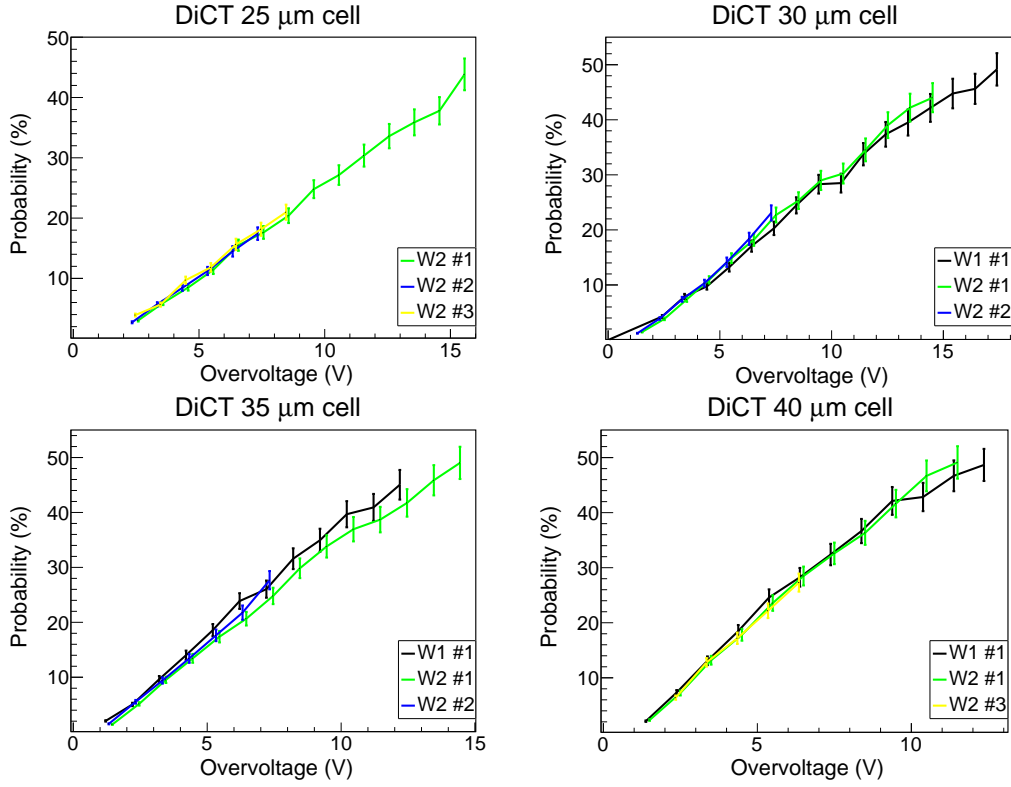 DiCT 25 μm cell
Probability (%)
50
40
30
20
10
0
5
10
15
Overvoltage (V)
W2 #1
W2 #2
W2 #3
DiCT 30 μm cell
Probability (%)
50
40
30
20
10
0
5
10
15
Overvoltage (V)
W1 #1
W2 #1
W2 #2
DiCT 35 μm cell
Probability (%)
50
40
30
20
10
0
5
10
15
Overvoltage (V)
W1 #1
W2 #1
W2 #2
DiCT 40 μm cell
Probability (%)
50
40
30
20
10
0
5
10
Overvoltage (V)
W1 #1
W2 #1
W2 #3